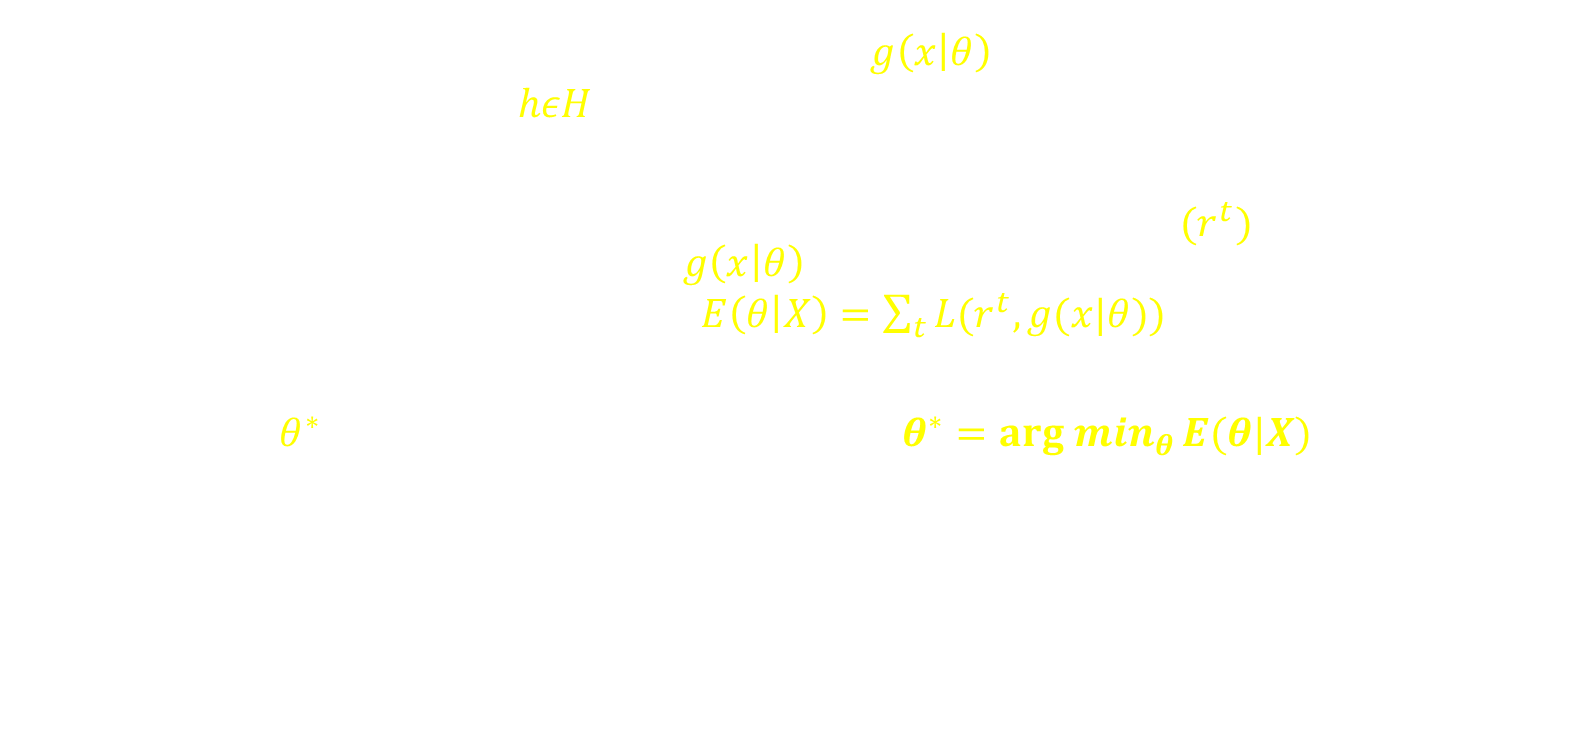 g(x|θ)
hϵH
(r^t)
g(x|θ)
E(θ|X) = ∑_t L(r^t, g(x|θ))
θ* θ* = arg min_θ E(θ|X)